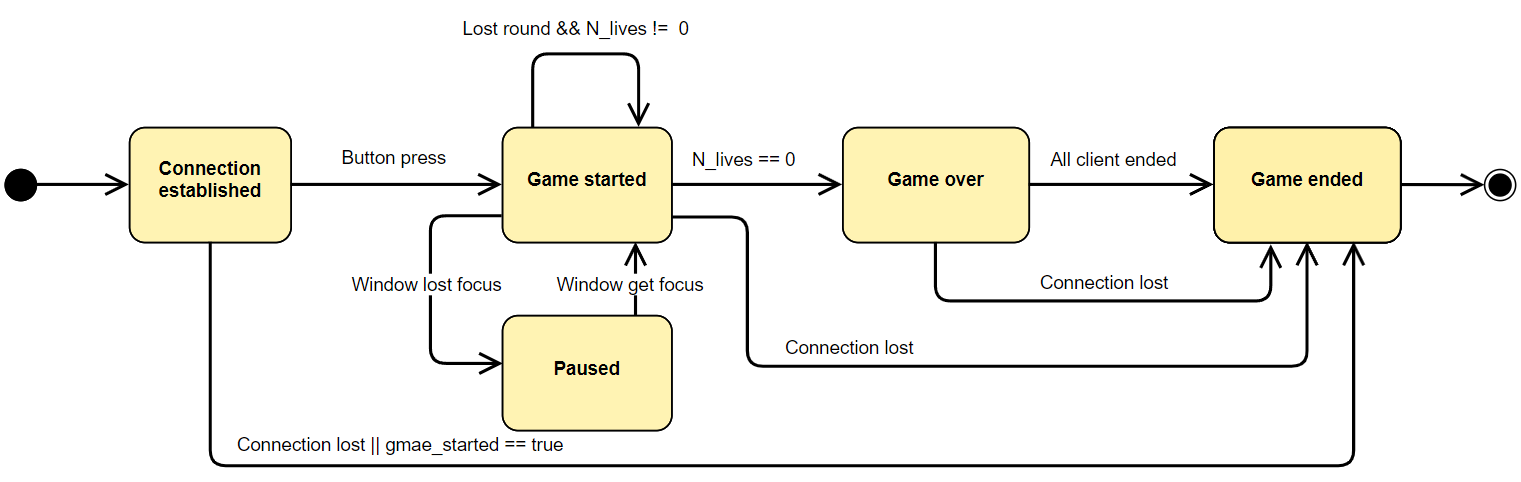 Lost round && N_lives != 0
Connection
established
Button press
Game started
N_lives == 0
Game over
All client ended
Game ended
Window lost focus
Window get focus
Connection lost
Connection lost
Paused
Connection lost || gmae_started == true